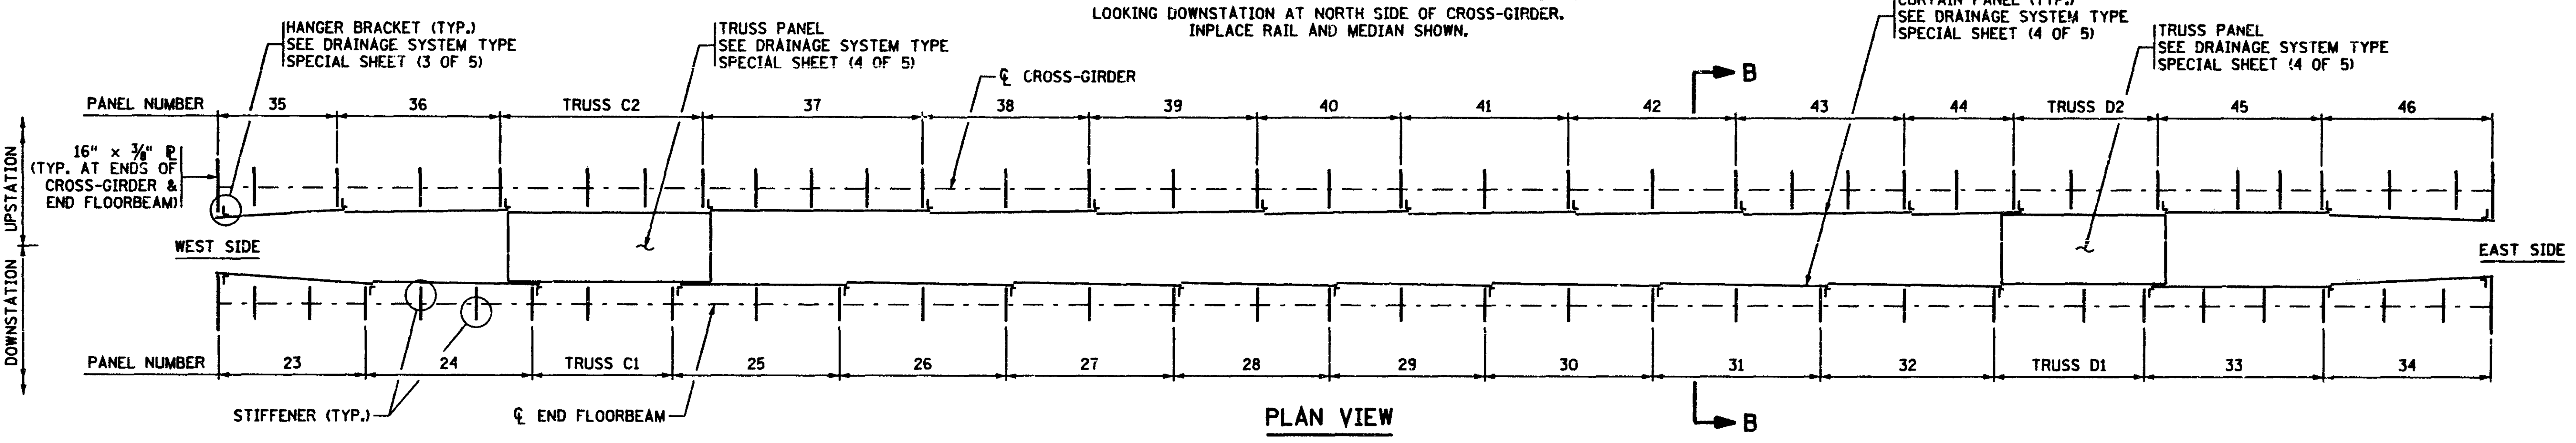 LOOKING DOWNSTATION AT NORTH SIDE OF CROSS-GIRDER.
INPLACE RAIL AND MEDIAN SHOWN.
HANGER BRACKET (TYP.)
SEE DRAINAGE SYSTEM TYPE
SPECIAL SHEET (3 OF 5)
TRUSS PANEL
SEE DRAINAGE SYSTEM TYPE
SPECIAL SHEET (4 OF 5)
℄ CROSS-GIRDER
CURTAIN PANEL (TYP.)
SEE DRAINAGE SYSTEM TYPE
SPECIAL SHEET (4 OF 5)
TRUSS PANEL
SEE DRAINAGE SYSTEM TYPE
SPECIAL SHEET (4 OF 5)
B
PANEL NUMBER 35 36 TRUSS C2 37 38 39 40 41 42 43 44 TRUSS D2 45 46
16" x 3/8" ⅊
(TYP. AT ENDS OF
CROSS-GIRDER &
END FLOORBEAM)
UPSTATION
WEST SIDE
EAST SIDE
DOWNSTATION
PANEL NUMBER 23 24 TRUSS C1 25 26 27 28 29 30 31 32 TRUSS D1 33 34
STIFFENER (TYP.)
℄ END FLOORBEAM
PLAN VIEW
B